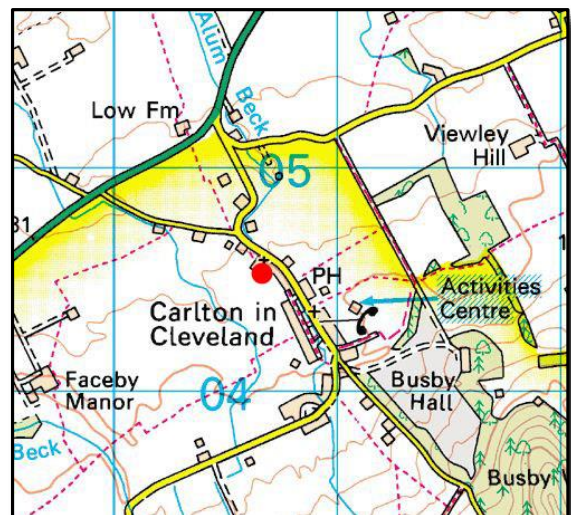 Alum
Beck
Low Fm
Viewley
Hill
05
31
PH
Activities
Centre
Carlton in
Cleveland
Faceby
Manor
04
Busby
Hall
Beck
Busby